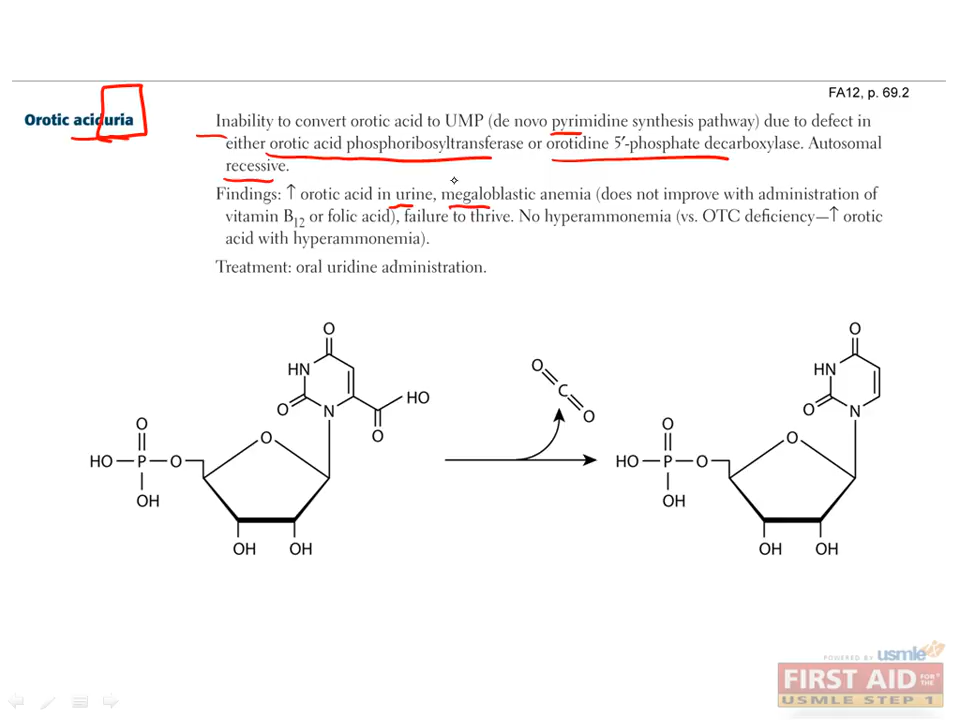 FA12, p. 69.2
Orotic aciduria
Inability to convert orotic acid to UMP (de novo pyrimidine synthesis pathway) due to defect in
either orotic acid phosphoribosyltransferase or orotidine 5′-phosphate decarboxylase. Autosomal
recessive.
Findings: ↑ orotic acid in urine, megaloblastic anemia (does not improve with administration of
vitamin B12 or folic acid), failure to thrive. No hyperammonemia (vs. OTC deficiency—↑ orotic
acid with hyperammonemia).
Treatment: oral uridine administration.
O
HN
O
N
HO
O
O
O
HO P O
OH
OH OH
O
C
O
O
HN
O
N
O
O
HO P O
OH
OH OH
POWERED BY usmle
FIRST AID FOR THE
USMLE STEP 1